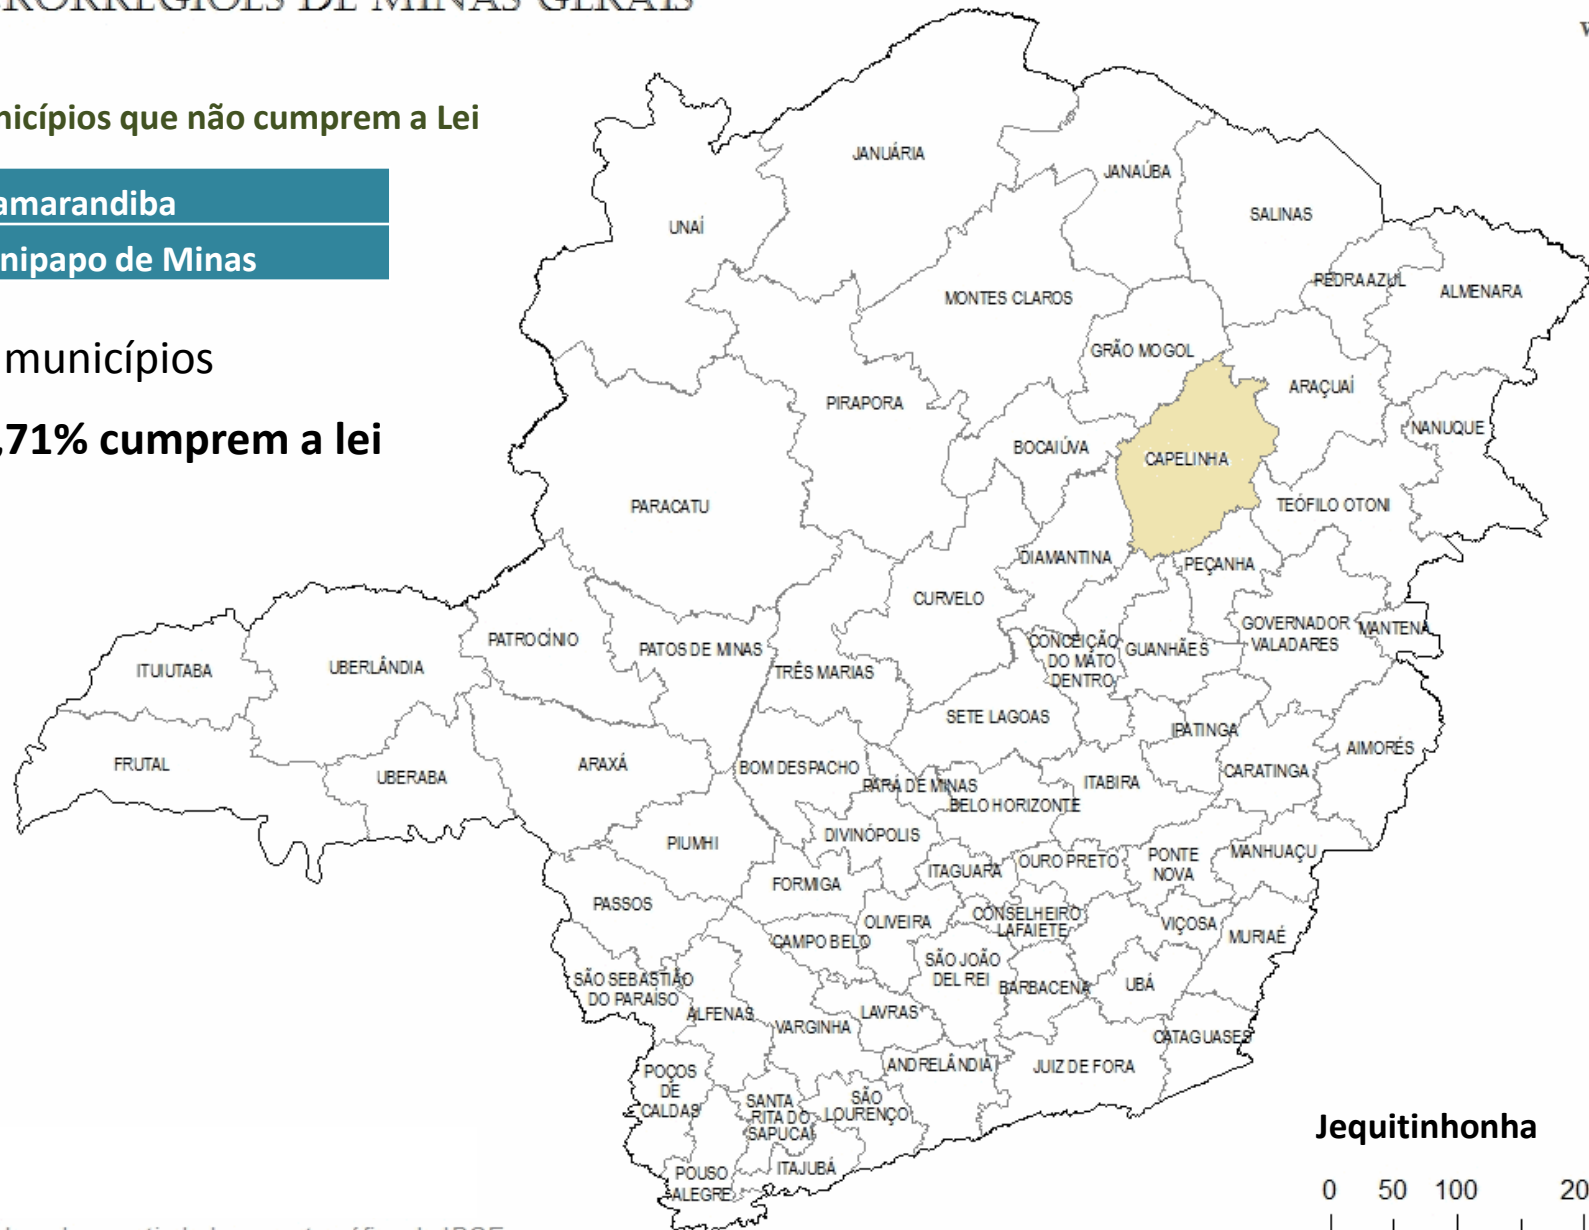 RORREGIÕES DE MINAS GERAIS
nicípios que não cumprem a Lei
amarandiba
nipapo de Minas
municípios
,71% cumprem a lei
JANUÁRIA
JANAÚBA
SALINAS
UNAÍ
PEDRA AZUL
ALMENARA
MONTES CLAROS
GRÃO MOGOL
ARAÇUAÍ
PIRAPORA
NANUQUE
BOCAIÚVA
CAPELINHA
PARACATU
TEÓFILO OTONI
DIAMANTINA
PEÇANHA
CURVELO
PATROCÍNIO
PATOS DE MINAS
CONCEIÇÃO
DO MATO
DENTRO
GUANHÃES
GOVERNADOR
VALADARES
MANTENA
ITUIUTABA
UBERLÂNDIA
TRÊS MARIAS
SETE LAGOAS
IPATINGA
AIMORÉS
FRUTAL
UBERABA
ARAXÁ
BOM DESPACHO
PARÁ DE MINAS
BELO HORIZONTE
ITABIRA
CARATINGA
PIUMHI
DIVINÓPOLIS
ITAGUARA
OURO PRETO
PONTE
NOVA
MANHUAÇU
FORMIGA
PASSOS
OLIVEIRA
CONSELHEIRO
LAFAIETE
VIÇOSA
MURIAÉ
CAMPO BELO
SÃO JOÃO
DEL REI
BARBACENA
UBÁ
SÃO SEBASTIÃO
DO PARAÍSO
ALFENAS
VARGINHA
LAVRAS
CATAGUASES
ANDRELÂNDIA
JUIZ DE FORA
POÇOS
DE
CALDAS
SANTA
RITA DO
SAPUCAÍ
SÃO
LOURENÇO
Jequitinhonha
ITAJUBÁ
POUSO
ALEGRE
0 50 100 20